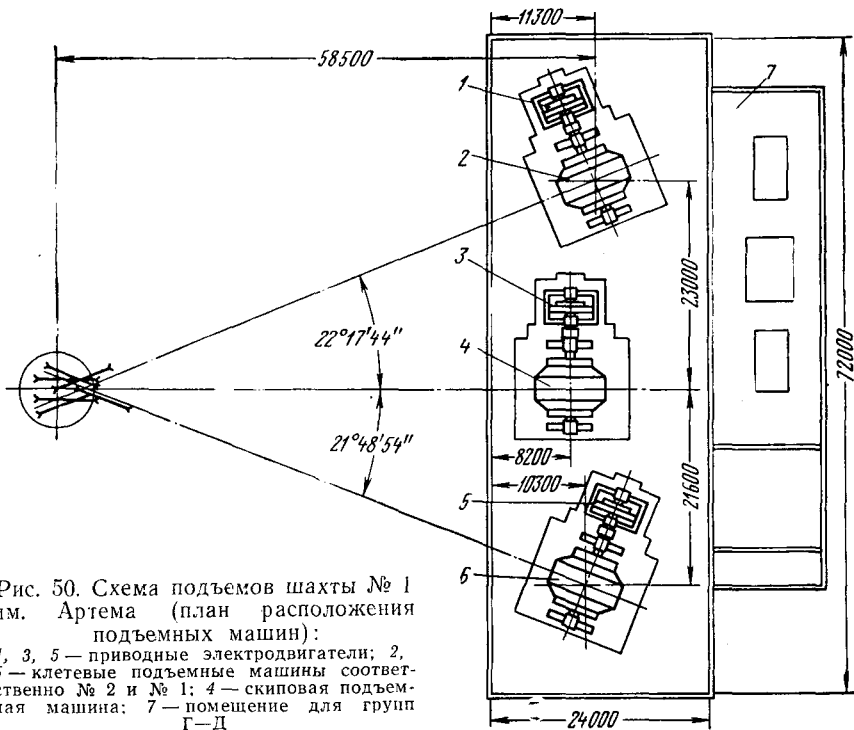 11300
58500
1
7
2
3
23000
22°17'44"
4
72000
21°48'54"
8200
10300
21600
5
6
Рис. 50. Схема подъемов шахты № 1
им. Артема (план расположения
подъемных машин):
1, 3, 5 — приводные электродвигатели; 2,
6 — клетевые подъемные машины соответ-
ственно № 2 и № 1; 4 — скиповая подъем-
ная машина; 7 — помещение для групп
Г—Д
24000